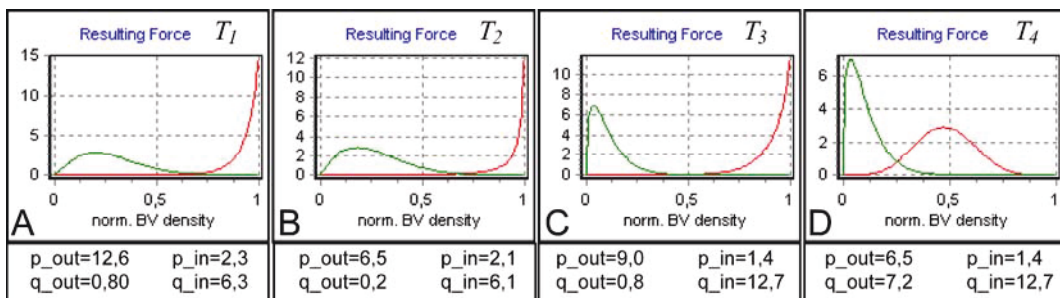 Resulting Force T1
15
10
5
0
0 0,5 1
norm. BV density
A
p_out=12,6 p_in=2,3
q_out=0,80 q_in=6,3
Resulting Force T2
12
10
8
6
4
2
0
0 0,5 1
norm. BV density
B
p_out=6,5 p_in=2,1
q_out=0,2 q_in=6,1
Resulting Force T3
10
8
6
4
2
0
0 0,5 1
norm. BV density
C
p_out=9,0 p_in=1,4
q_out=0,8 q_in=12,7
Resulting Force T4
6
4
2
0
0 0,5 1
norm. BV density
D
p_out=6,5 p_in=1,4
q_out=7,2 q_in=12,7